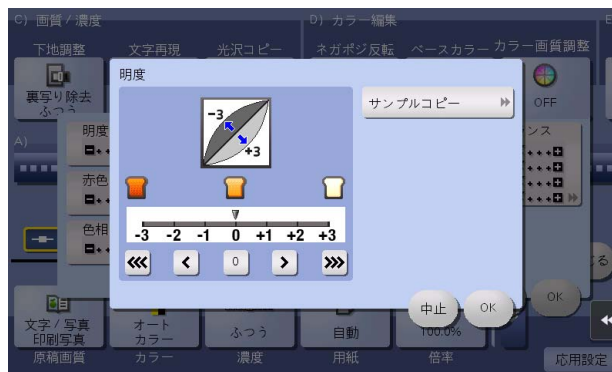 C) 画質 / 濃度
D) カラー編集
下地調整
文字再現
光沢コピー
ネガポジ反転
ベースカラー
カラー画質調整
裏写り除去
ふつう
OFF
A)
明度
赤色
色相
明度
サンプルコピー
-3
+3
-3 -2 -1 0 +1 +2 +3
0
中止
OK
OK
文字 / 写真
印刷写真
オート
カラー
ふつう
自動
100.0%
原稿画質
カラー
濃度
用紙
倍率
応用設定